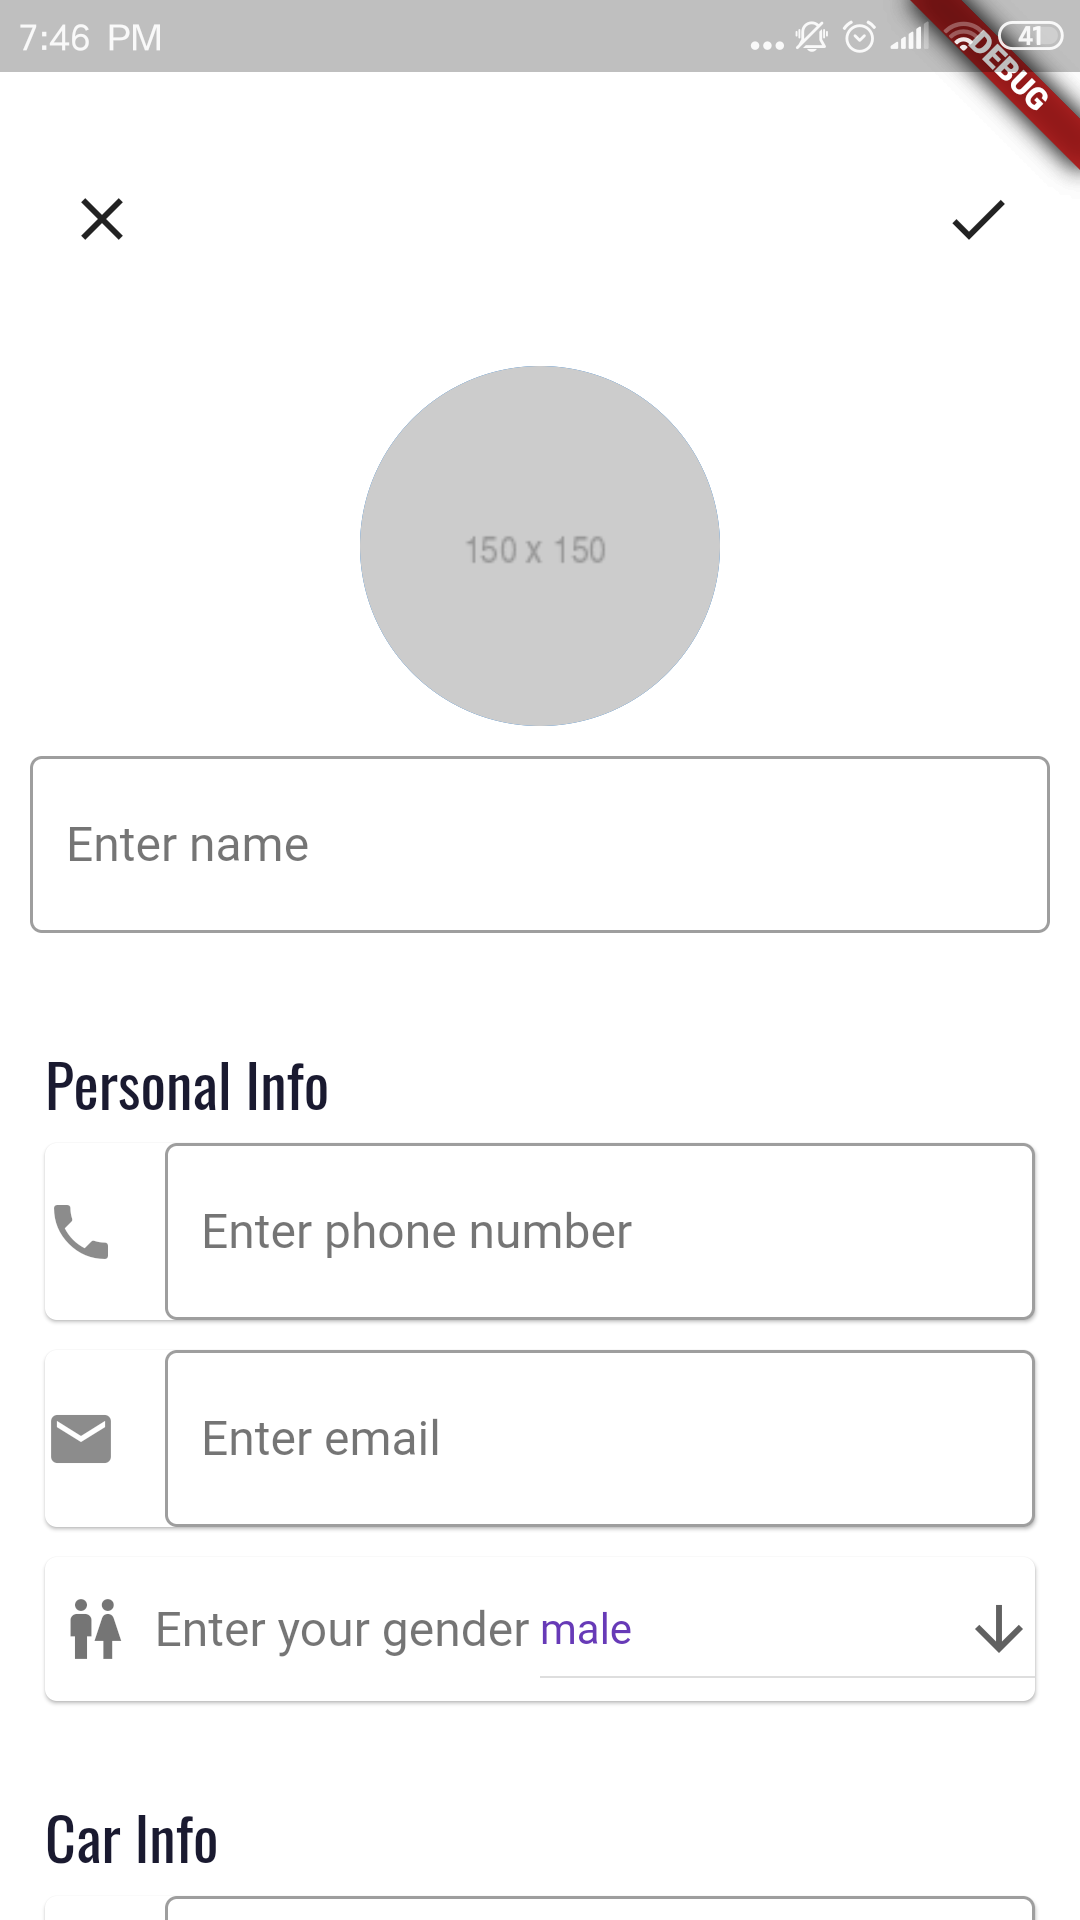 7:46 PM
41
DEBUG
150 x 150
Enter name
Personal Info
Enter phone number
Enter email
Enter your gender male
Car Info